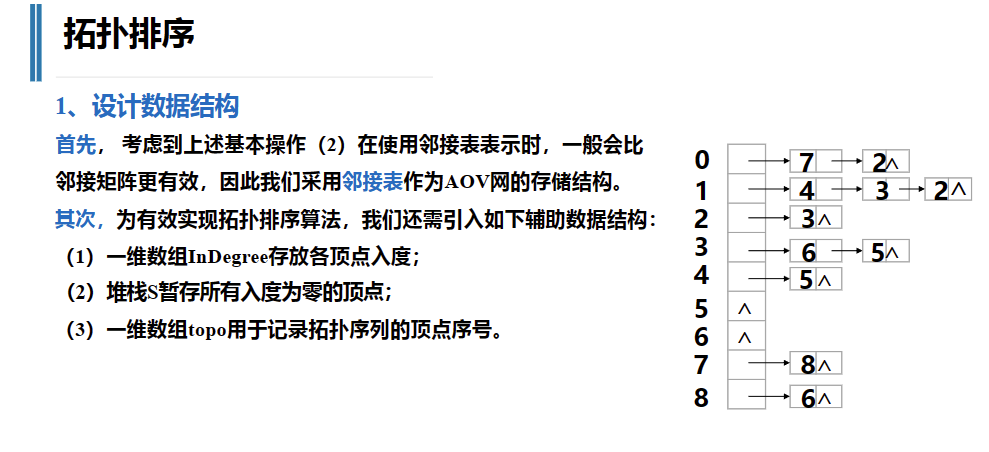 拓扑排序
1、设计数据结构
首先， 考虑到上述基本操作（2）在使用邻接表表示时，一般会比
邻接矩阵更有效，因此我们采用邻接表作为AOV网的存储结构。
其次，为有效实现拓扑排序算法，我们还需引入如下辅助数据结构：
（1）一维数组InDegree存放各顶点入度；
（2）堆栈S暂存所有入度为零的顶点；
（3）一维数组topo用于记录拓扑序列的顶点序号。
0 7 2 ^
1 4 3 2 ^
2 3 ^
3 6 5 ^
4 5 ^
5 ^
6 ^
7 8 ^
8 6 ^